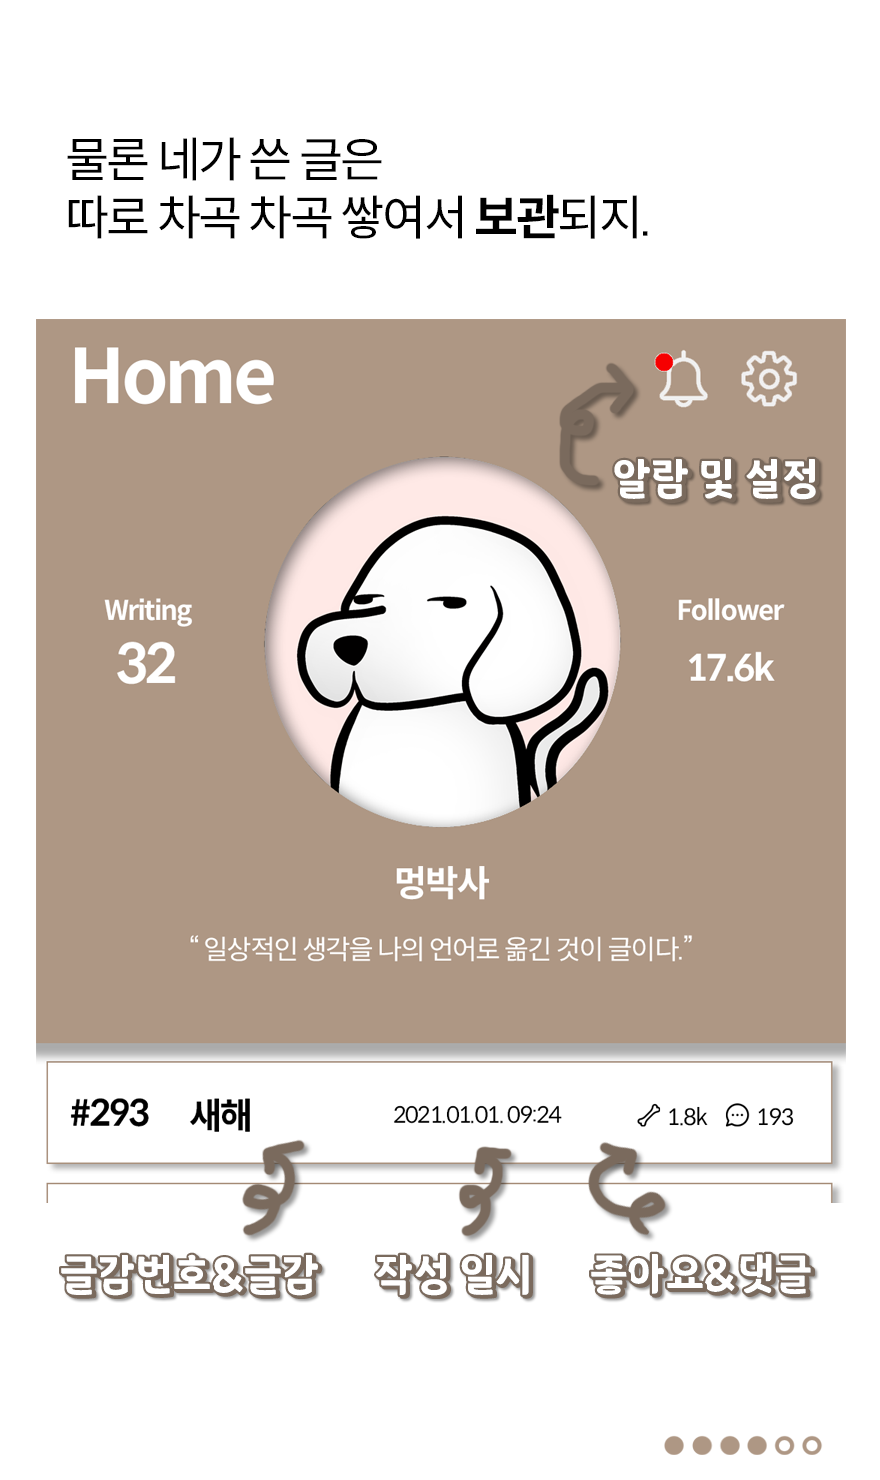 물론 네가 쓴 글은
따로 차곡 차곡 쌓여서 보관되지.
Home
알람 및 설정
Writing
32
Follower
17.6k
멍박사
“ 일상적인 생각을 나의 언어로 옮긴 것이 글이다.”
#293 새해 2021.01.01. 09:24 1.8k 193
글감번호&글감 작성 일시 좋아요&댓글